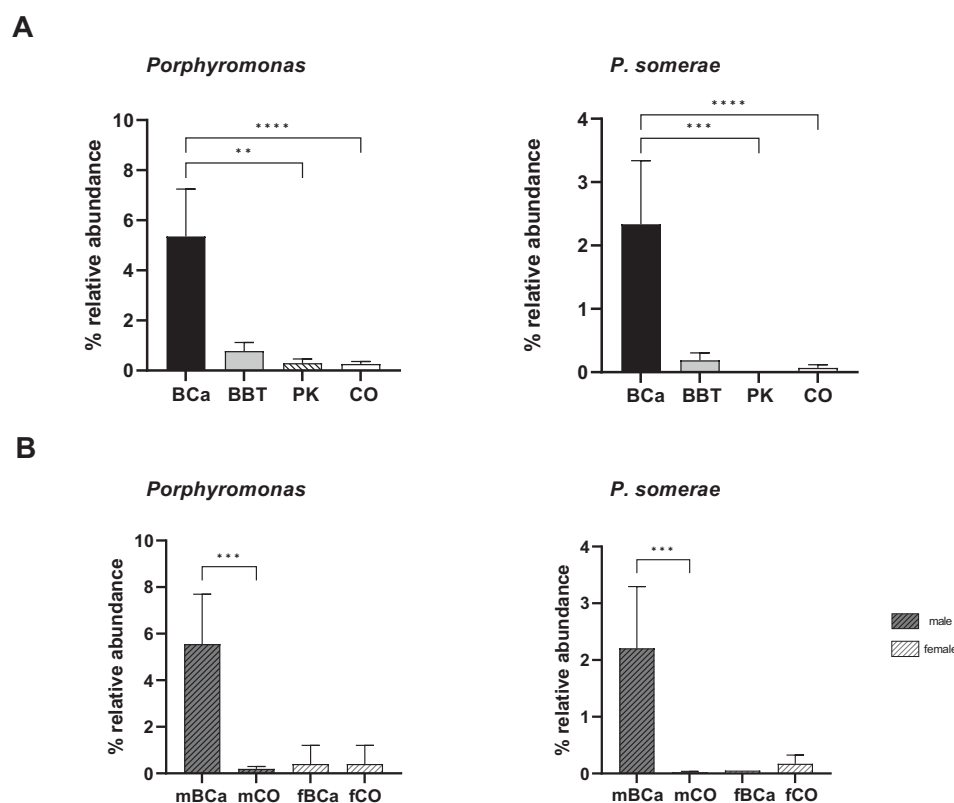 A
Porphyromonas
P. somerae
% relative abundance
10
8
6
4
2
0
****
**
BCa BBT PK CO
% relative abundance
5
4
3
2
1
0
****
***
BCa BBT PK CO
B
Porphyromonas
P. somerae
% relative abundance
10
8
6
4
2
0
***
mBCa mCO fBCa fCO
% relative abundance
4
3
2
1
0
***
mBCa mCO fBCa fCO
male
female